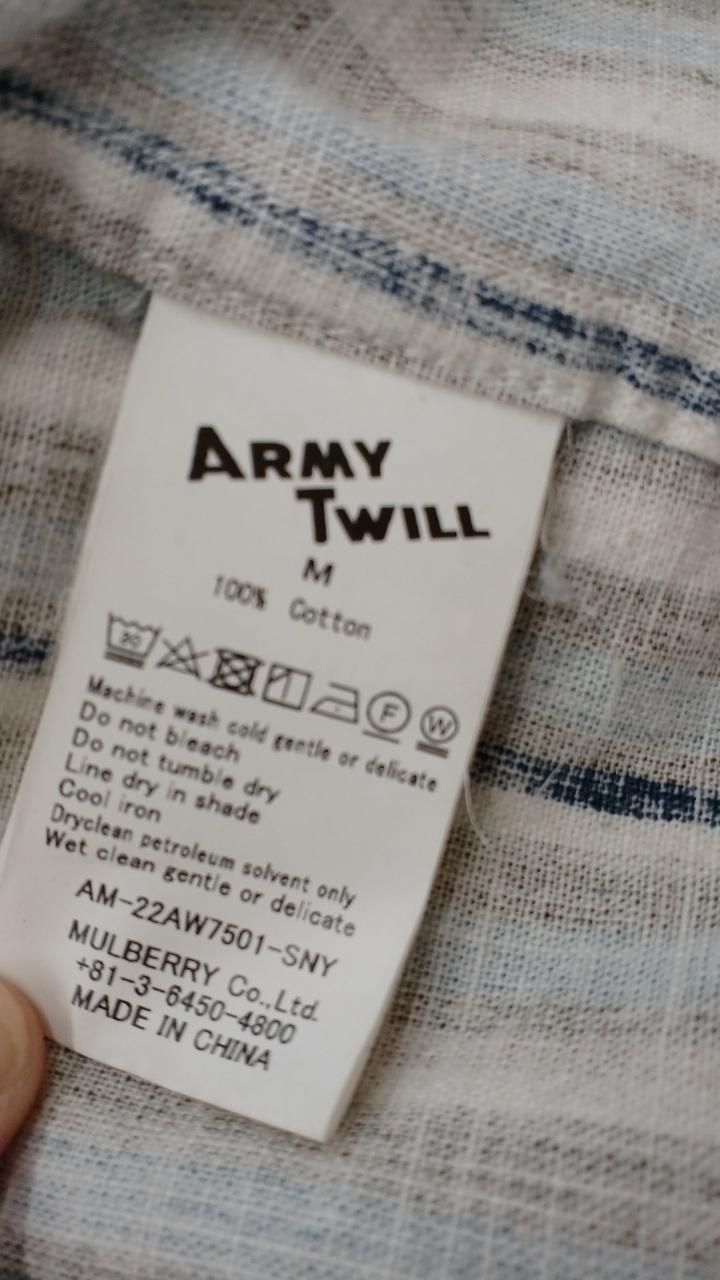 ARMY
TWILL
M
100% Cotton
30 F W
Machine wash cold gentle or delicate
Do not bleach
Do not tumble dry
Line dry in shade
Cool iron
Dryclean petroleum solvent only
Wet clean gentle or delicate
AM-22AW7501-SNY
MULBERRY Co.,Ltd.
+81-3-6450-4800
MADE IN CHINA